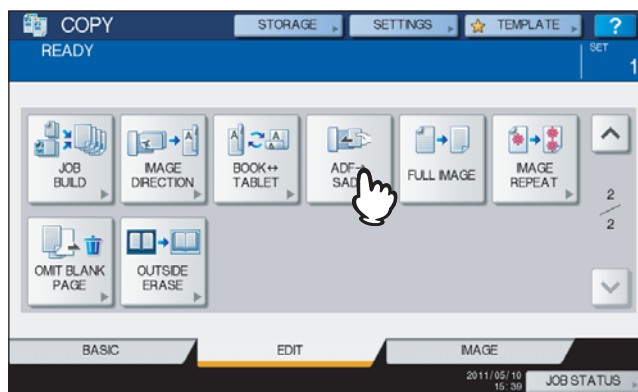 COPY
STORAGE
SETTINGS
TEMPLATE
?
READY
SET
1
JOB
BUILD
IMAGE
DIRECTION
BOOK↔
TABLET
ADF→
SADF
FULL IMAGE
IMAGE
REPEAT
2
2
OMIT BLANK
PAGE
OUTSIDE
ERASE
BASIC
EDIT
IMAGE
2011/05/10
15:39
JOB STATUS